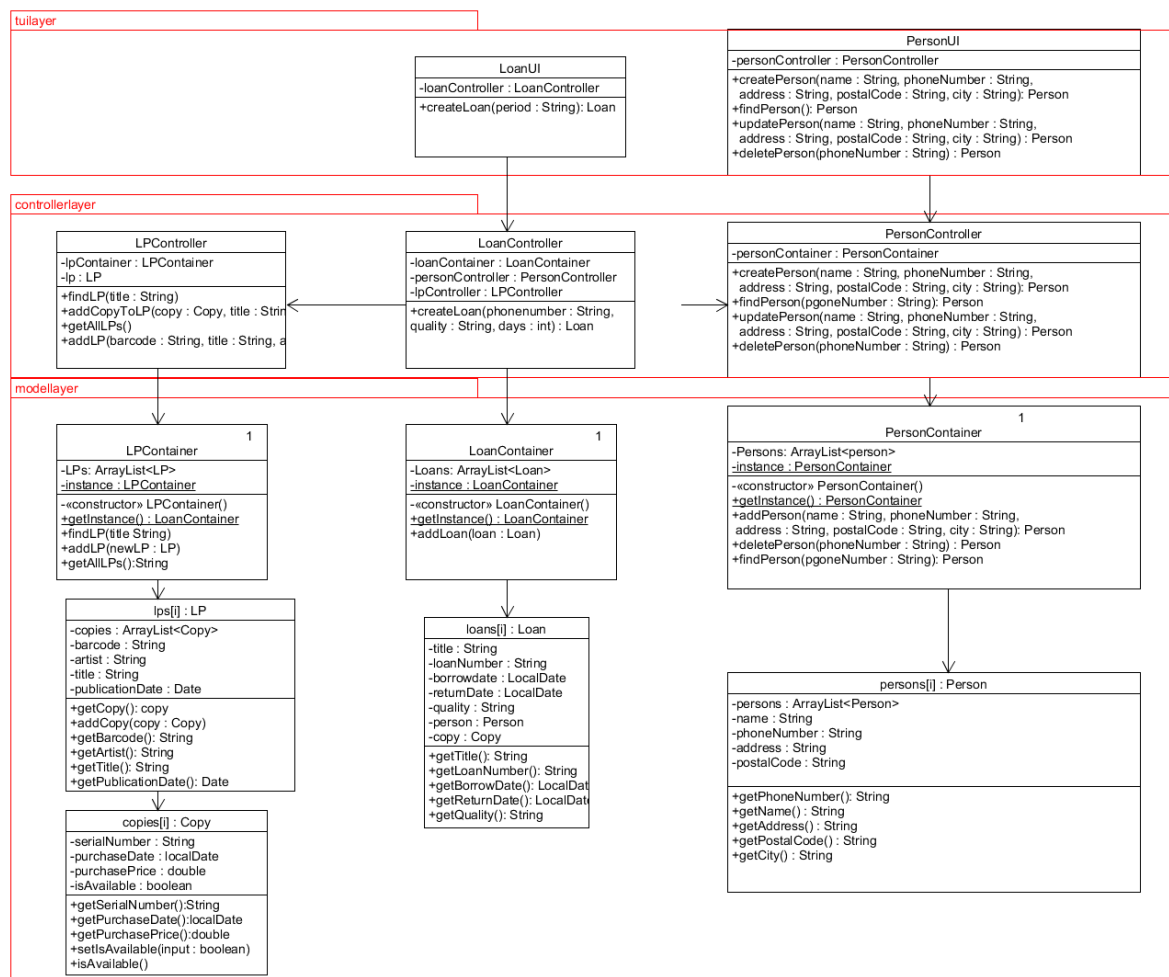 tuilayer
LoanUI
-loanController : LoanController
+createLoan(period : String): Loan
PersonUI
-personController : PersonController
+createPerson(name : String, phoneNumber : String,
address : String, postalCode : String, city : String): Person
+findPerson(): Person
+updatePerson(name : String, phoneNumber : String,
address : String, postalCode : String, city : String) : Person
+deletePerson(phoneNumber : String) : Person
controllerlayer
LPController
-lpContainer : LPContainer
-lp : LP
+findLP(title : String)
+addCopyToLP(copy : Copy, title : Strin
+getAllLPs()
+addLP(barcode : String, title : String, a
LoanController
-loanContainer : LoanContainer
-personController : PersonController
-lpController : LPController
+createLoan(phonenumber : String,
quality : String, days : int) : Loan
PersonController
-personContainer : PersonContainer
+createPerson(name : String, phoneNumber : String,
address : String, postalCode : String, city : String): Person
+findPerson(pgoneNumber : String): Person
+updatePerson(name : String, phoneNumber : String,
address : String, postalCode : String, city : String) : Person
+deletePerson(phoneNumber : String) : Person
modellayer
1
LPContainer
-LPs: ArrayList<LP>
-instance : LPContainer
-«constructor» LPContainer()
+getInstance() : LoanContainer
+findLP(title String)
+addLP(newLP : LP)
+getAllLPs():String
1
LoanContainer
-Loans: ArrayList<Loan>
-instance : LoanContainer
-«constructor» LoanContainer()
+getInstance() : LoanContainer
+addLoan(loan : Loan)
1
PersonContainer
-Persons: ArrayList<person>
-instance : PersonContainer
-«constructor» PersonContainer()
+getInstance() : PersonContainer
+addPerson(name : String, phoneNumber : String,
address : String, postalCode : String, city : String): Person
+deletePerson(phoneNumber : String) : Person
+findPerson(pgoneNumber : String): Person
lps[i] : LP
-copies : ArrayList<Copy>
-barcode : String
-artist : String
-title : String
-publicationDate : Date
+getCopy(): copy
+addCopy(copy : Copy)
+getBarcode(): String
+getArtist(): String
+getTitle(): String
+getPublicationDate(): Date
loans[i] : Loan
-title : String
-loanNumber : String
-borrowdate : LocalDate
-returnDate : LocalDate
-quality : String
-person : Person
-copy : Copy
+getTitle(): String
+getLoanNumber(): String
+getBorrowDate(): LocalDat
+getReturnDate(): LocalDat
+getQuality(): String
persons[i] : Person
-persons : ArrayList<Person>
-name : String
-phoneNumber : String
-address : String
-postalCode : String
+getPhoneNumber(): String
+getName() : String
+getAddress() : String
+getPostalCode() : String
+getCity() : String
copies[i] : Copy
-serialNumber : String
-purchaseDate : localDate
-purchasePrice : double
-isAvailable : boolean
+getSerialNumber():String
+getPurchaseDate():localDate
+getPurchasePrice():double
+setIsAvailable(input : boolean)
+isAvailable()